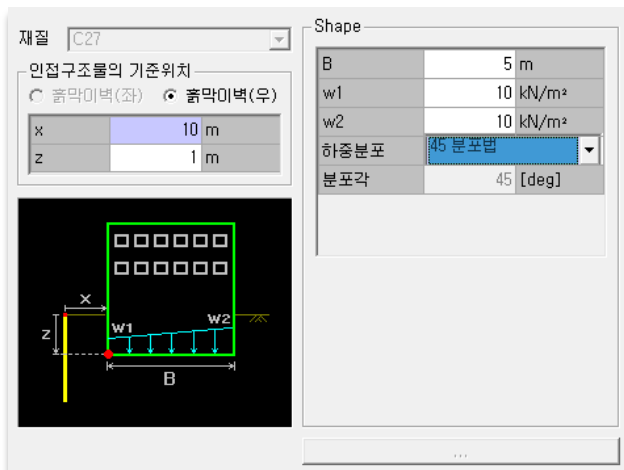 재질 C27
인접구조물의 기준위치
흙막이벽(좌) 흙막이벽(우)
x 10 m
z 1 m
x
z
w1
w2
B
Shape
B 5 m
w1 10 kN/m²
w2 10 kN/m²
하중분포 45 분포법
분포각 45 [deg]
...